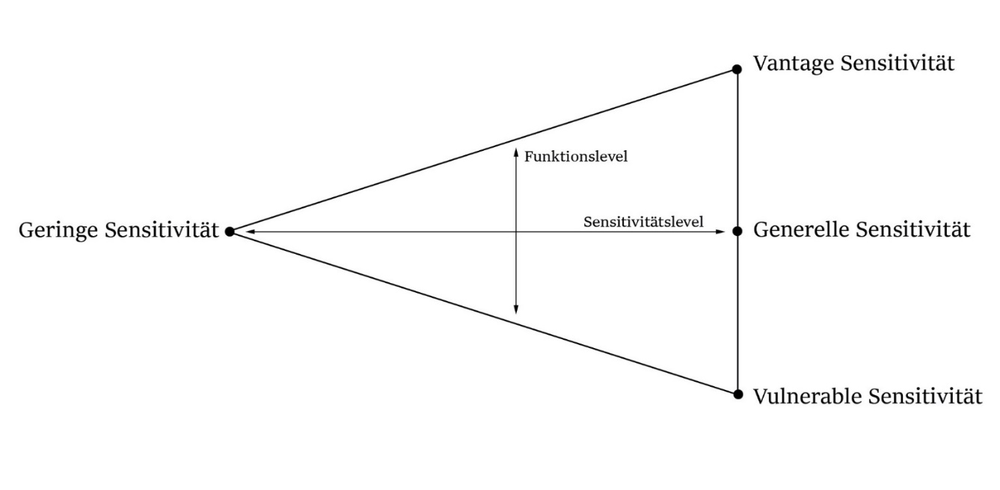 Vantage Sensitivität
Funktionslevel
Sensitivitätslevel
Geringe Sensitivität
Generelle Sensitivität
Vulnerable Sensitivität